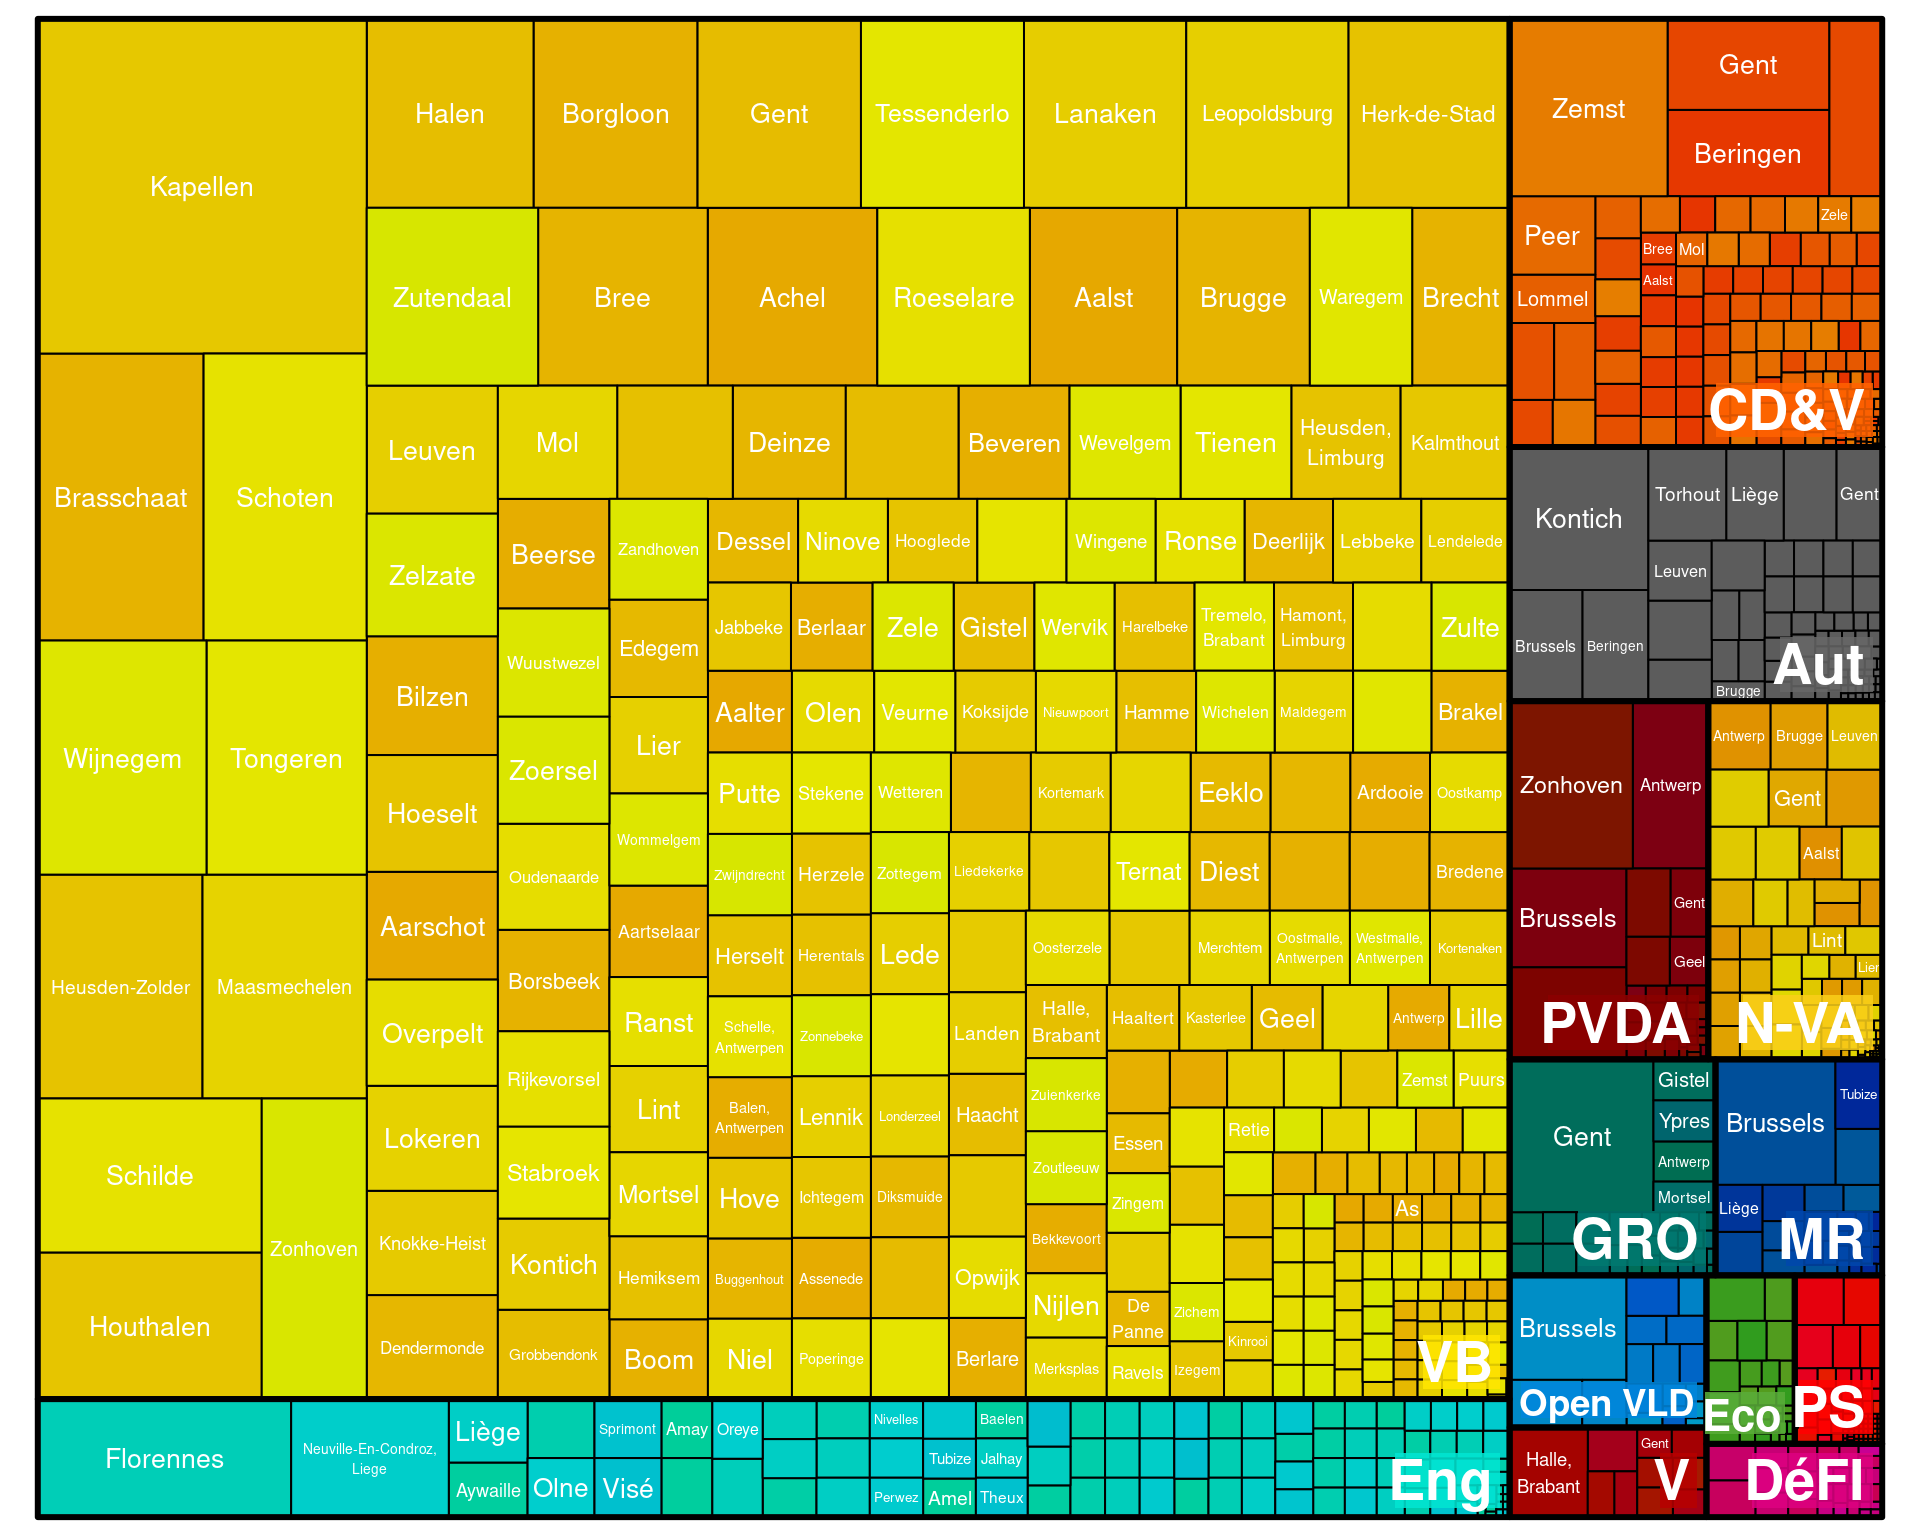 Kapellen
Halen
Borgloon
Gent
Tessenderlo
Lanaken
Leopoldsburg
Herk-de-Stad
Zutendaal
Bree
Achel
Roeselare
Aalst
Brugge
Waregem
Brecht
Brasschaat
Schoten
Leuven
Mol
Deinze
Beveren
Wevelgem
Tienen
Heusden,
Limburg
Kalmthout
Zelzate
Beerse
Zandhoven
Dessel
Ninove
Hooglede
Wingene
Ronse
Deerlijk
Lebbeke
Lendelede
Wuustwezel
Edegem
Jabbeke
Berlaar
Zele
Gistel
Wervik
Harelbeke
Tremelo,
Brabant
Hamont,
Limburg
Zulte
Wijnegem
Tongeren
Bilzen
Zoersel
Lier
Aalter
Olen
Veurne
Koksijde
Nieuwpoort
Hamme
Wichelen
Maldegem
Brakel
Hoeselt
Wommelgem
Putte
Stekene
Wetteren
Kortemark
Eeklo
Ardooie
Oostkamp
Oudenaarde
Zwijndrecht
Herzele
Zottegem
Liedekerke
Ternat
Diest
Bredene
Heusden-Zolder
Maasmechelen
Aarschot
Borsbeek
Aartselaar
Herselt
Herentals
Lede
Oosterzele
Merchtem
Oostmalle,
Antwerpen
Westmalle,
Antwerpen
Kortenaken
Overpelt
Ranst
Schelle,
Antwerpen
Zonnebeke
Landen
Halle,
Brabant
Haaltert
Kasterlee
Geel
Antwerp
Lille
Rijkevorsel
Lint
Balen,
Antwerpen
Lennik
Londerzeel
Haacht
Zulenkerke
Zemst
Puurs
Essen
Retie
Schilde
Zonhoven
Lokeren
Stabroek
Mortsel
Hove
Ichtegem
Diksmuide
Zoutleeuw
Zingem
As
Knokke-Heist
Kontich
Hemiksem
Buggenhout
Assenede
Opwijk
Bekkevoort
Nijlen
De
Panne
Zichem
Kinrooi
Houthalen
Dendermonde
Grobbendonk
Boom
Niel
Poperinge
Berlare
Merksplas
Ravels
Izegem
VB
Florennes
Neuville-En-Condroz,
Liege
Liège
Aywaille
Olne
Sprimont
Visé
Amay
Oreye
Nivelles
Baelen
Tubize
Jalhay
Perwez
Amel
Theux
Eng
Zemst
Gent
Beringen
Peer
Lommel
Zele
Bree
Mol
Aalst
CD&V
Kontich
Torhout
Liège
Gent
Leuven
Brussels
Beringen
Brugge
Aut
Zonhoven
Antwerp
Brussels
Gent
Geel
PVDA
Antwerp
Brugge
Leuven
Gent
Aalst
Lint
Lier
N-VA
Gent
Gistel
Ypres
Antwerp
Mortsel
GRO
Brussels
Tubize
Liège
MR
Brussels
Open VLD
Eco
PS
Halle,
Brabant
Gent
V
DéFI